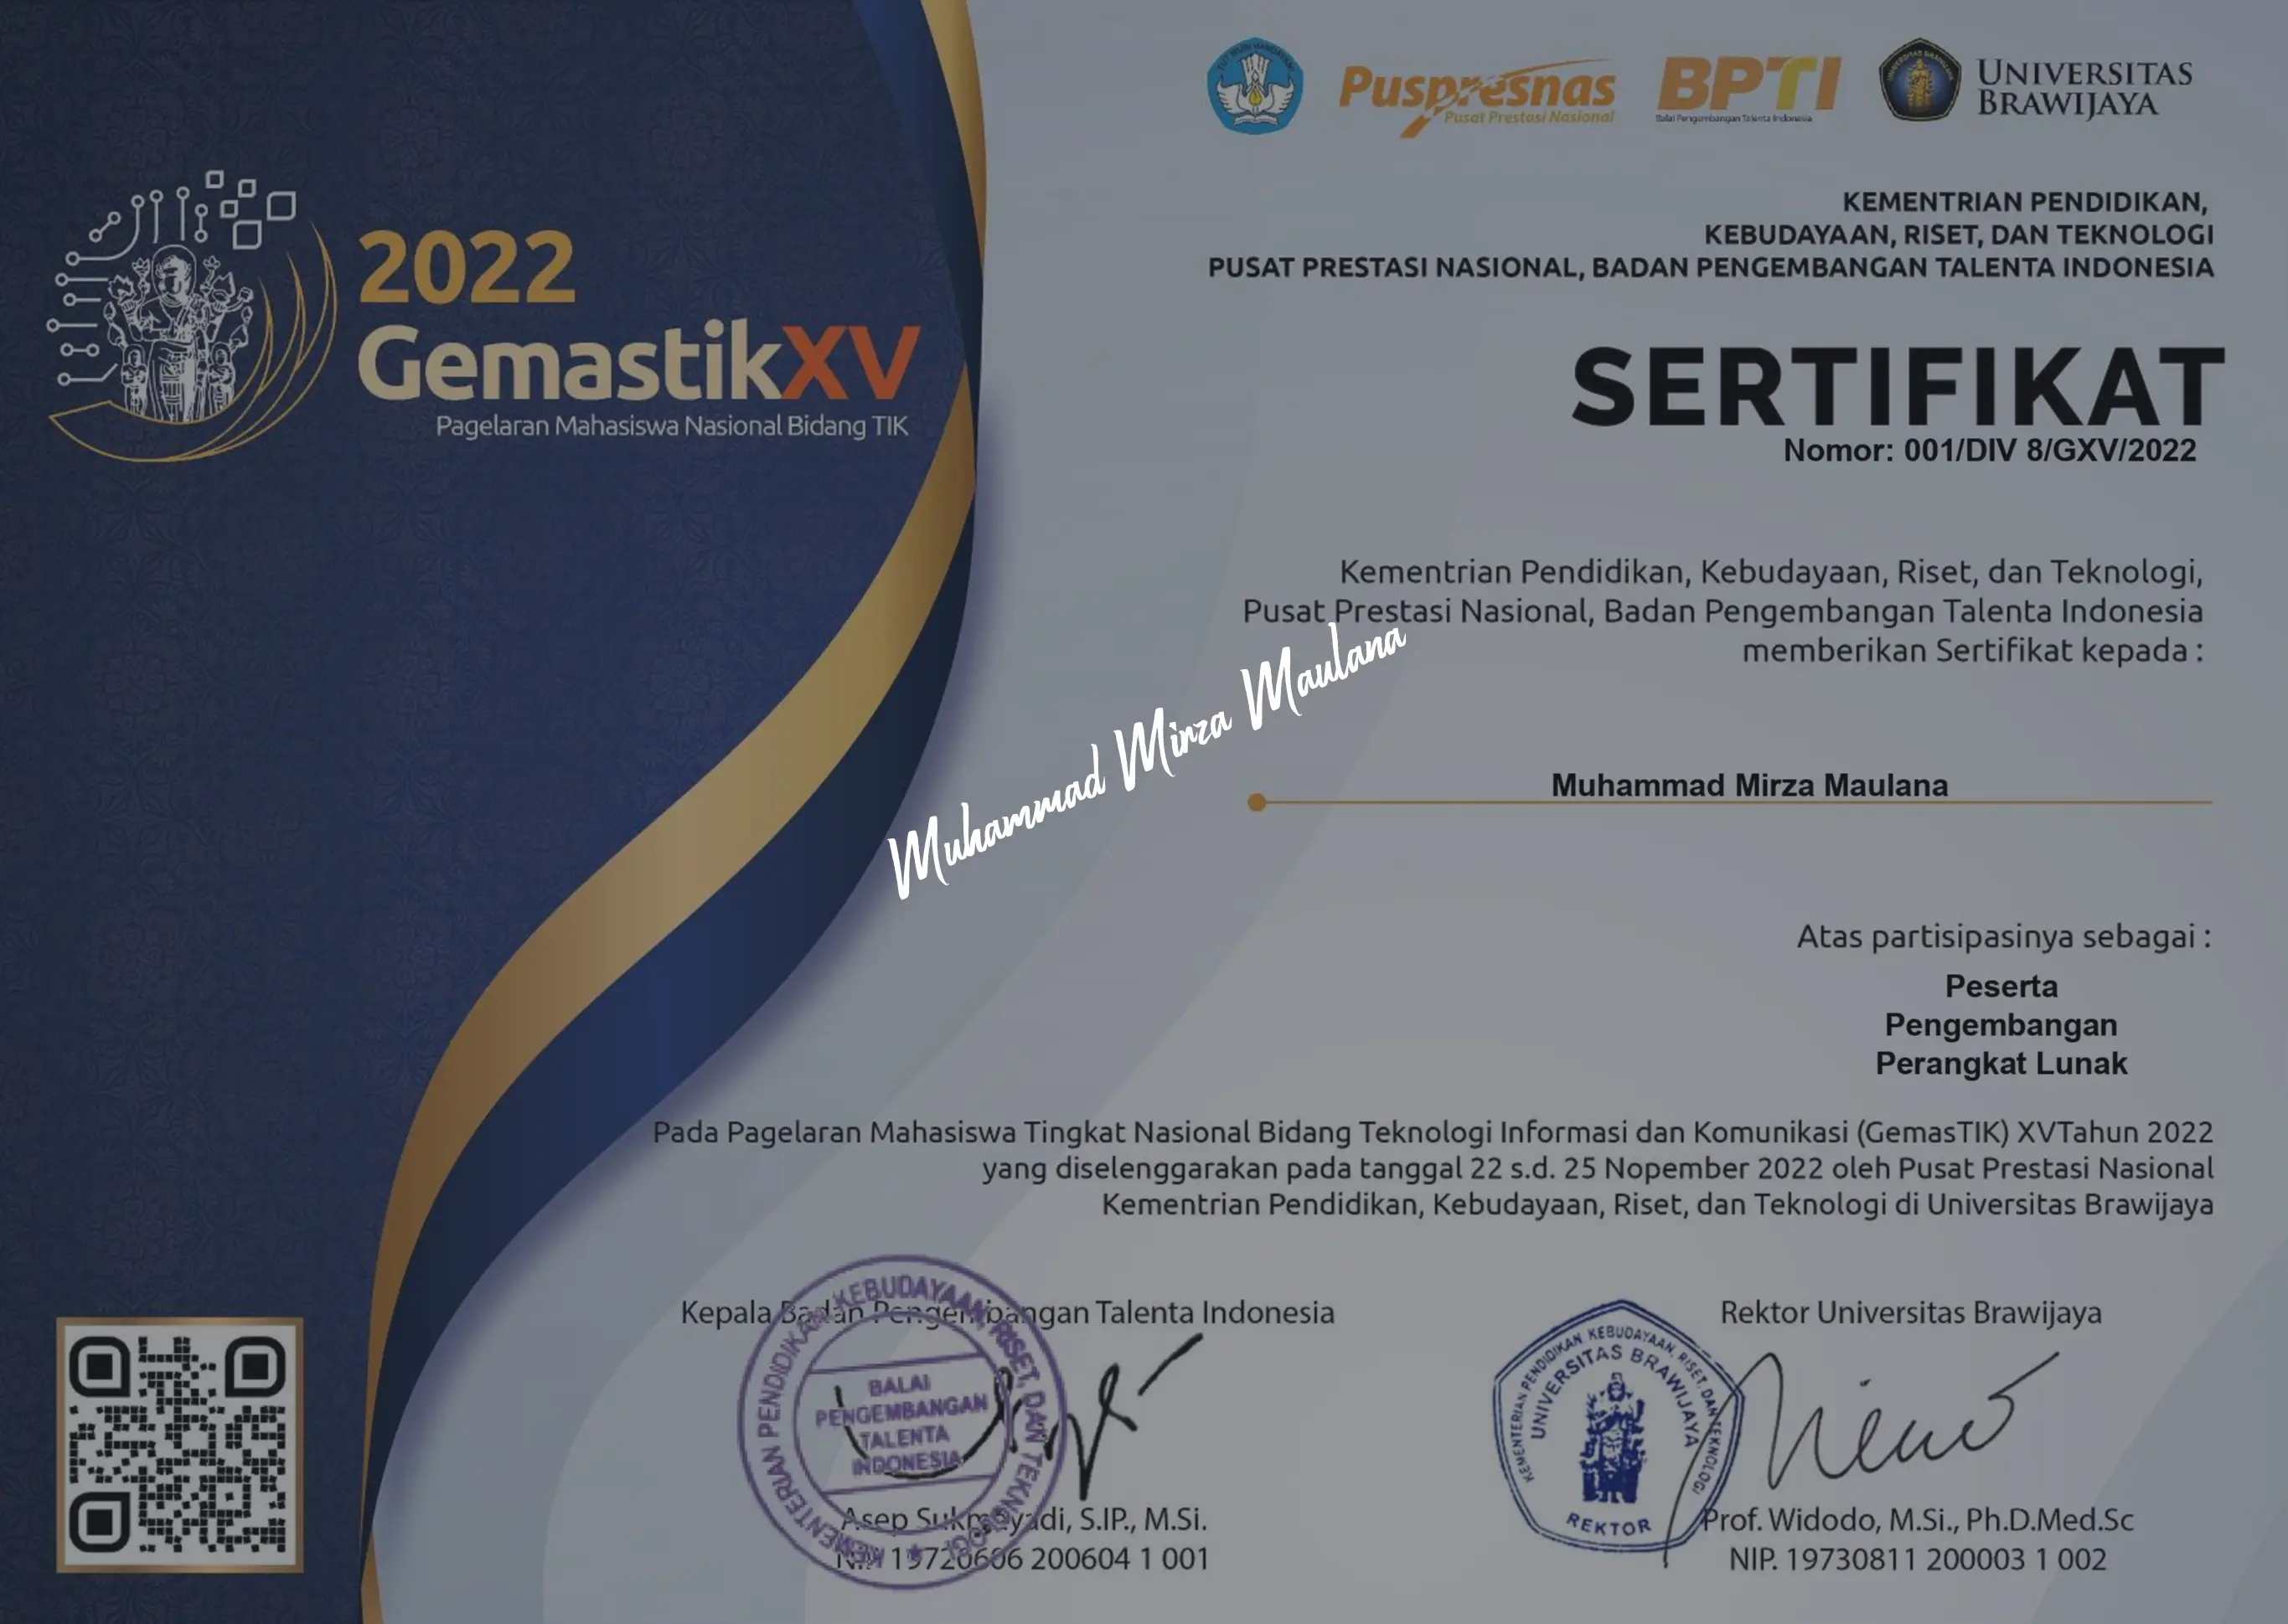 Puspresnas
Pusat Prestasi Nasional
BPTI
Balai Pengembangan Talenta Indonesia
UNIVERSITAS
BRAWIJAYA
2022
GemastikXV
Pagelaran Mahasiswa Nasional Bidang TIK
KEMENTRIAN PENDIDIKAN,
KEBUDAYAAN, RISET, DAN TEKNOLOGI
PUSAT PRESTASI NASIONAL, BADAN PENGEMBANGAN TALENTA INDONESIA
SERTIFIKAT
Nomor: 001/DIV 8/GXV/2022
Kementrian Pendidikan, Kebudayaan, Riset, dan Teknologi,
Pusat Prestasi Nasional, Badan Pengembangan Talenta Indonesia
memberikan Sertifikat kepada :
Muhammad Mirza Maulana
Muhammad Mirza Maulana
Atas partisipasinya sebagai :
Peserta
Pengembangan
Perangkat Lunak
Pada Pagelaran Mahasiswa Tingkat Nasional Bidang Teknologi Informasi dan Komunikasi (GemasTIK) XVTahun 2022
yang diselenggarakan pada tanggal 22 s.d. 25 Nopember 2022 oleh Pusat Prestasi Nasional
Kementrian Pendidikan, Kebudayaan, Riset, dan Teknologi di Universitas Brawijaya
Kepala Badan Pengembangan Talenta Indonesia
KEMENTERIAN PENDIDIKAN, KEBUDAYAAN, RISET, DAN TEKNOLOGI
BALAI
PENGEMBANGAN
TALENTA
INDONESIA
Asep Sukmayadi, S.IP., M.Si.
NIP. 19720606 200604 1 001
Rektor Universitas Brawijaya
KEMENTERIAN PENDIDIKAN KEBUDAYAAN, RISET, DAN TEKNOLOGI
UNIVERSITAS BRAWIJAYA
REKTOR
Prof. Widodo, M.Si., Ph.D.Med.Sc
NIP. 19730811 200003 1 002